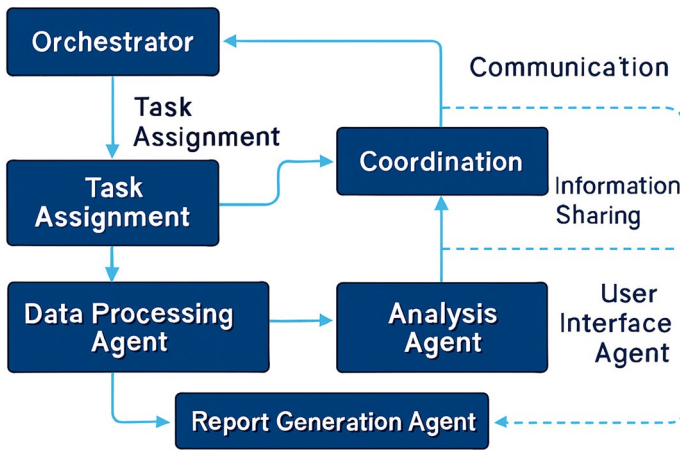 Orchestrator
Communication
Task
Assignment
Coordination
Task
Assignment
Information
Sharing
Data Processing
Agent
Analysis
Agent
User
Interface
Agent
Report Generation Agent